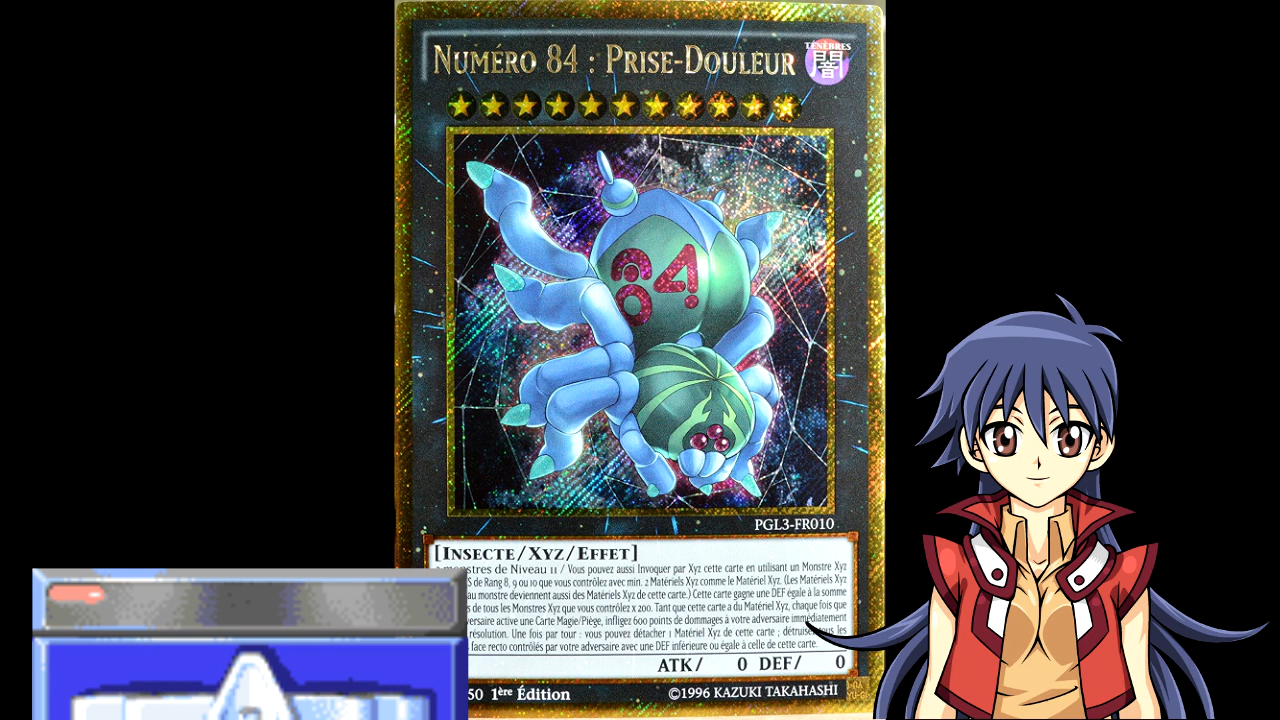 Numéro 84 : Prise-Douleur
TÉNÈBRES
闇
84
PGL3-FR010
[Insecte/Xyz/Effet]
monstres de Niveau 11 / Vous pouvez aussi Invoquer par Xyz cette carte en utilisant un Monstre Xyz
de Rang 8, 9 ou 10 que vous contrôlez avec min. 2 Matériels Xyz comme le Matériel Xyz. (Les Matériels Xyz
au monstre deviennent aussi des Matériels Xyz de cette carte.) Cette carte gagne une DEF égale à la somme
de tous les Monstres Xyz que vous contrôlez x 200. Tant que cette carte a du Matériel Xyz, chaque fois que
active une Carte Magie/Piège, infligez 600 points de dommages à votre adversaire immédiatement
résolution. Une fois par tour : vous pouvez détacher 1 Matériel Xyz de cette carte ; détruisez tous les
face recto contrôlés par votre adversaire avec une DEF inférieure ou égale à celle de cette carte.
ATK/ 0 DEF/ 0
50 1ère Édition
©1996 KAZUKI TAKAHASHI